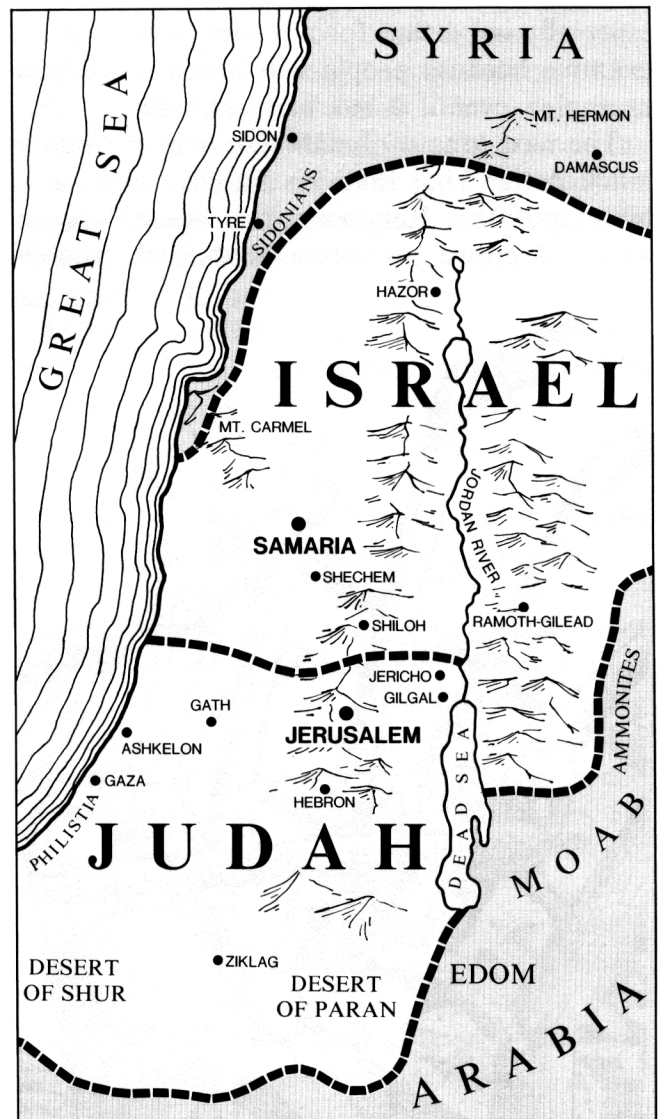 SYRIA
GREAT SEA
MT. HERMON
SIDON
DAMASCUS
SIDONIANS
TYRE
HAZOR
ISRAEL
MT. CARMEL
JORDAN RIVER
SAMARIA
SHECHEM
RAMOTH-GILEAD
SHILOH
AMMONITES
JERICHO
GILGAL
GATH
JERUSALEM
ASHKELON
DEAD SEA
GAZA
HEBRON
PHILISTIA
JUDAH
MOAB
ZIKLAG
DESERT
OF SHUR
DESERT
OF PARAN
EDOM
ARABIA